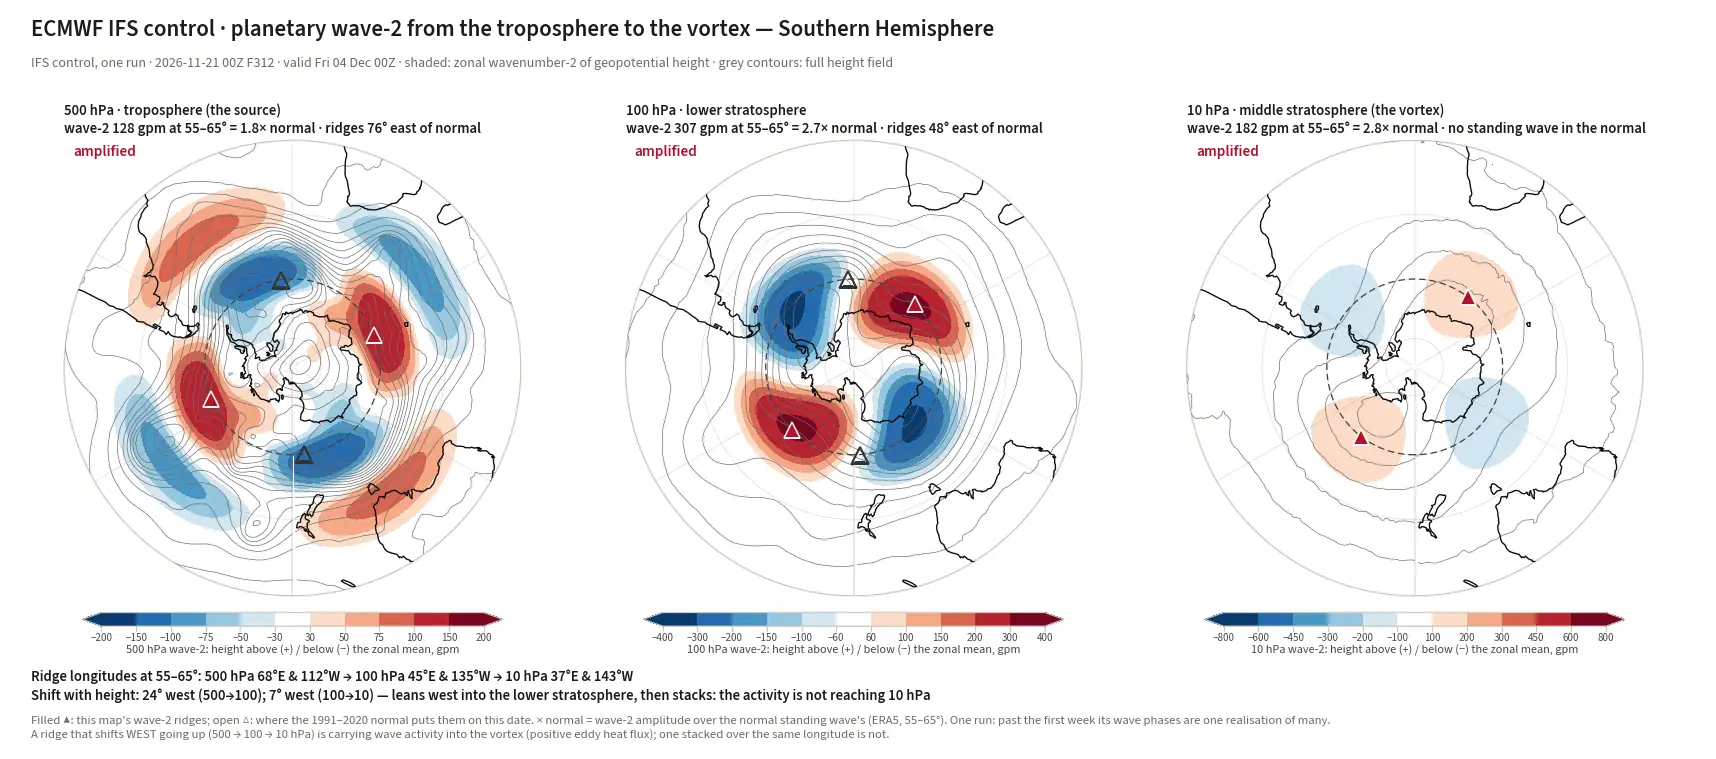 ECMWF IFS control · planetary wave-2 from the troposphere to the vortex — Southern Hemisphere
IFS control, one run · 2026-11-21 00Z F312 · valid Fri 04 Dec 00Z · shaded: zonal wavenumber-2 of geopotential height · grey contours: full height field
500 hPa · troposphere (the source)
wave-2 128 gpm at 55–65° = 1.8× normal · ridges 76° east of normal
amplified
100 hPa · lower stratosphere
wave-2 307 gpm at 55–65° = 2.7× normal · ridges 48° east of normal
amplified
10 hPa · middle stratosphere (the vortex)
wave-2 182 gpm at 55–65° = 2.8× normal · no standing wave in the normal
amplified
−200 −150 −100 −75 −50 −30 30 50 75 100 150 200
500 hPa wave-2: height above (+) / below (−) the zonal mean, gpm
−400 −300 −200 −150 −100 −60 60 100 150 200 300 400
100 hPa wave-2: height above (+) / below (−) the zonal mean, gpm
−800 −600 −450 −300 −200 −100 100 200 300 450 600 800
10 hPa wave-2: height above (+) / below (−) the zonal mean, gpm
Ridge longitudes at 55–65°: 500 hPa 68°E & 112°W → 100 hPa 45°E & 135°W → 10 hPa 37°E & 143°W
Shift with height: 24° west (500→100); 7° west (100→10) — leans west into the lower stratosphere, then stacks: the activity is not reaching 10 hPa
Filled ▲: this map's wave-2 ridges; open △: where the 1991–2020 normal puts them on this date. × normal = wave-2 amplitude over the normal standing wave's (ERA5, 55–65°). One run: past the first week its wave phases are one realisation of many.
A ridge that shifts WEST going up (500 → 100 → 10 hPa) is carrying wave activity into the vortex (positive eddy heat flux); one stacked over the same longitude is not.